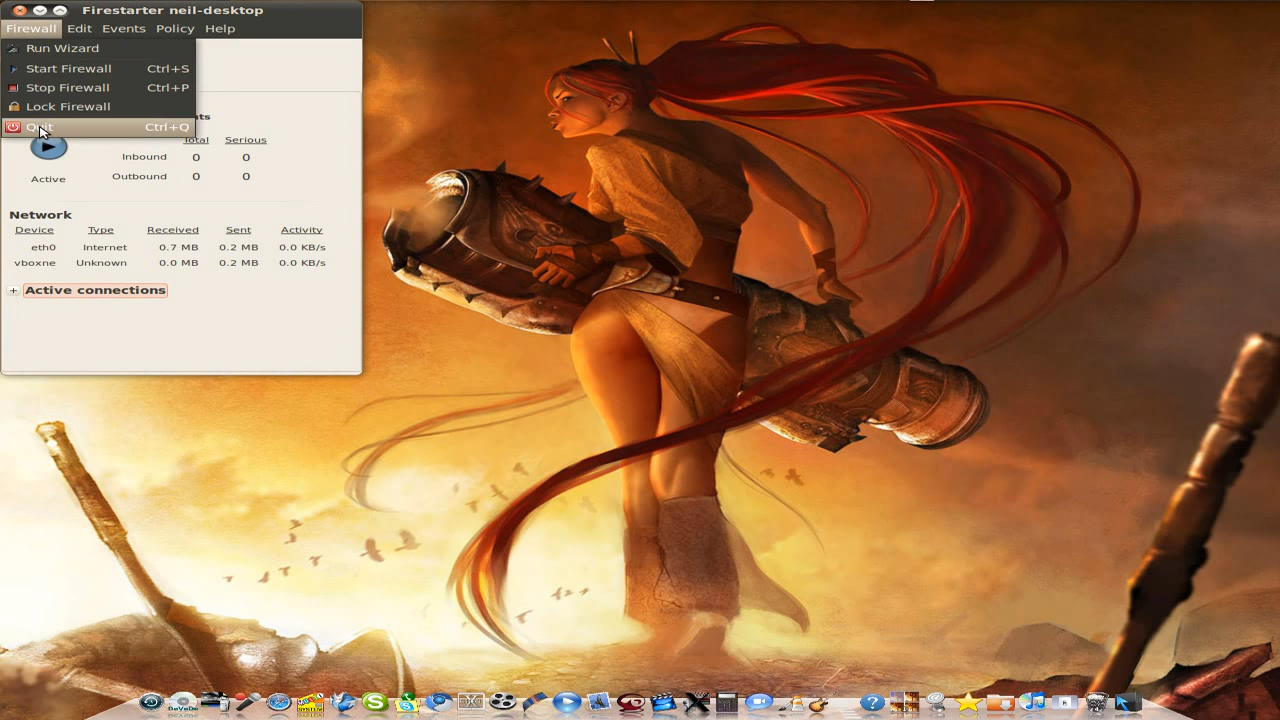 Firestarter neil-desktop
Firewall Edit Events Policy Help
Run Wizard
Start Firewall Ctrl+S
Stop Firewall Ctrl+P
Lock Firewall
Quit Ctrl+Q
Total Serious
Inbound 0 0
Active Outbound 0 0
Network
Device Type Received Sent Activity
eth0 Internet 0.7 MB 0.2 MB 0.0 KB/s
vboxne Unknown 0.0 MB 0.2 MB 0.0 KB/s
+ Active connections
DeVeDe